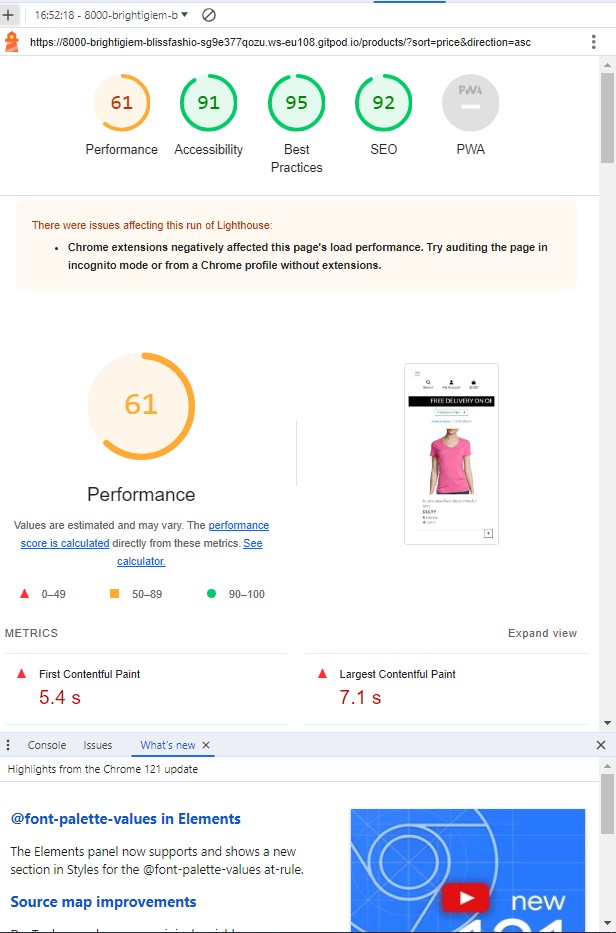 16:52:18 - 8000-brightigiem-b
https://8000-brightigiem-blissfashio-sg9e377qozu.ws-eu108.gitpod.io/products/?sort=price&direction=asc
61 91 95 92 PWA
Performance Accessibility Best Practices SEO PWA
There were issues affecting this run of Lighthouse:
• Chrome extensions negatively affected this page's load performance. Try auditing the page in
incognito mode or from a Chrome profile without extensions.
61
Performance
Values are estimated and may vary. The performance
score is calculated directly from these metrics. See
calculator.
0–49 50–89 90–100
FREE DELIVERY ON OF
$16.99
METRICS Expand view
First Contentful Paint Largest Contentful Paint
5.4 s 7.1 s
Console Issues What's new
Highlights from the Chrome 121 update
@font-palette-values in Elements
The Elements panel now supports and shows a new
section in Styles for the @font-palette-values at-rule.
Source map improvements
new
121